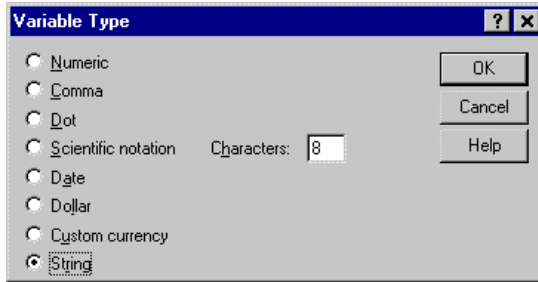 Variable Type
Numeric
OK
Comma
Cancel
Dot
Scientific notation Characters: 8
Help
Date
Dollar
Custom currency
String